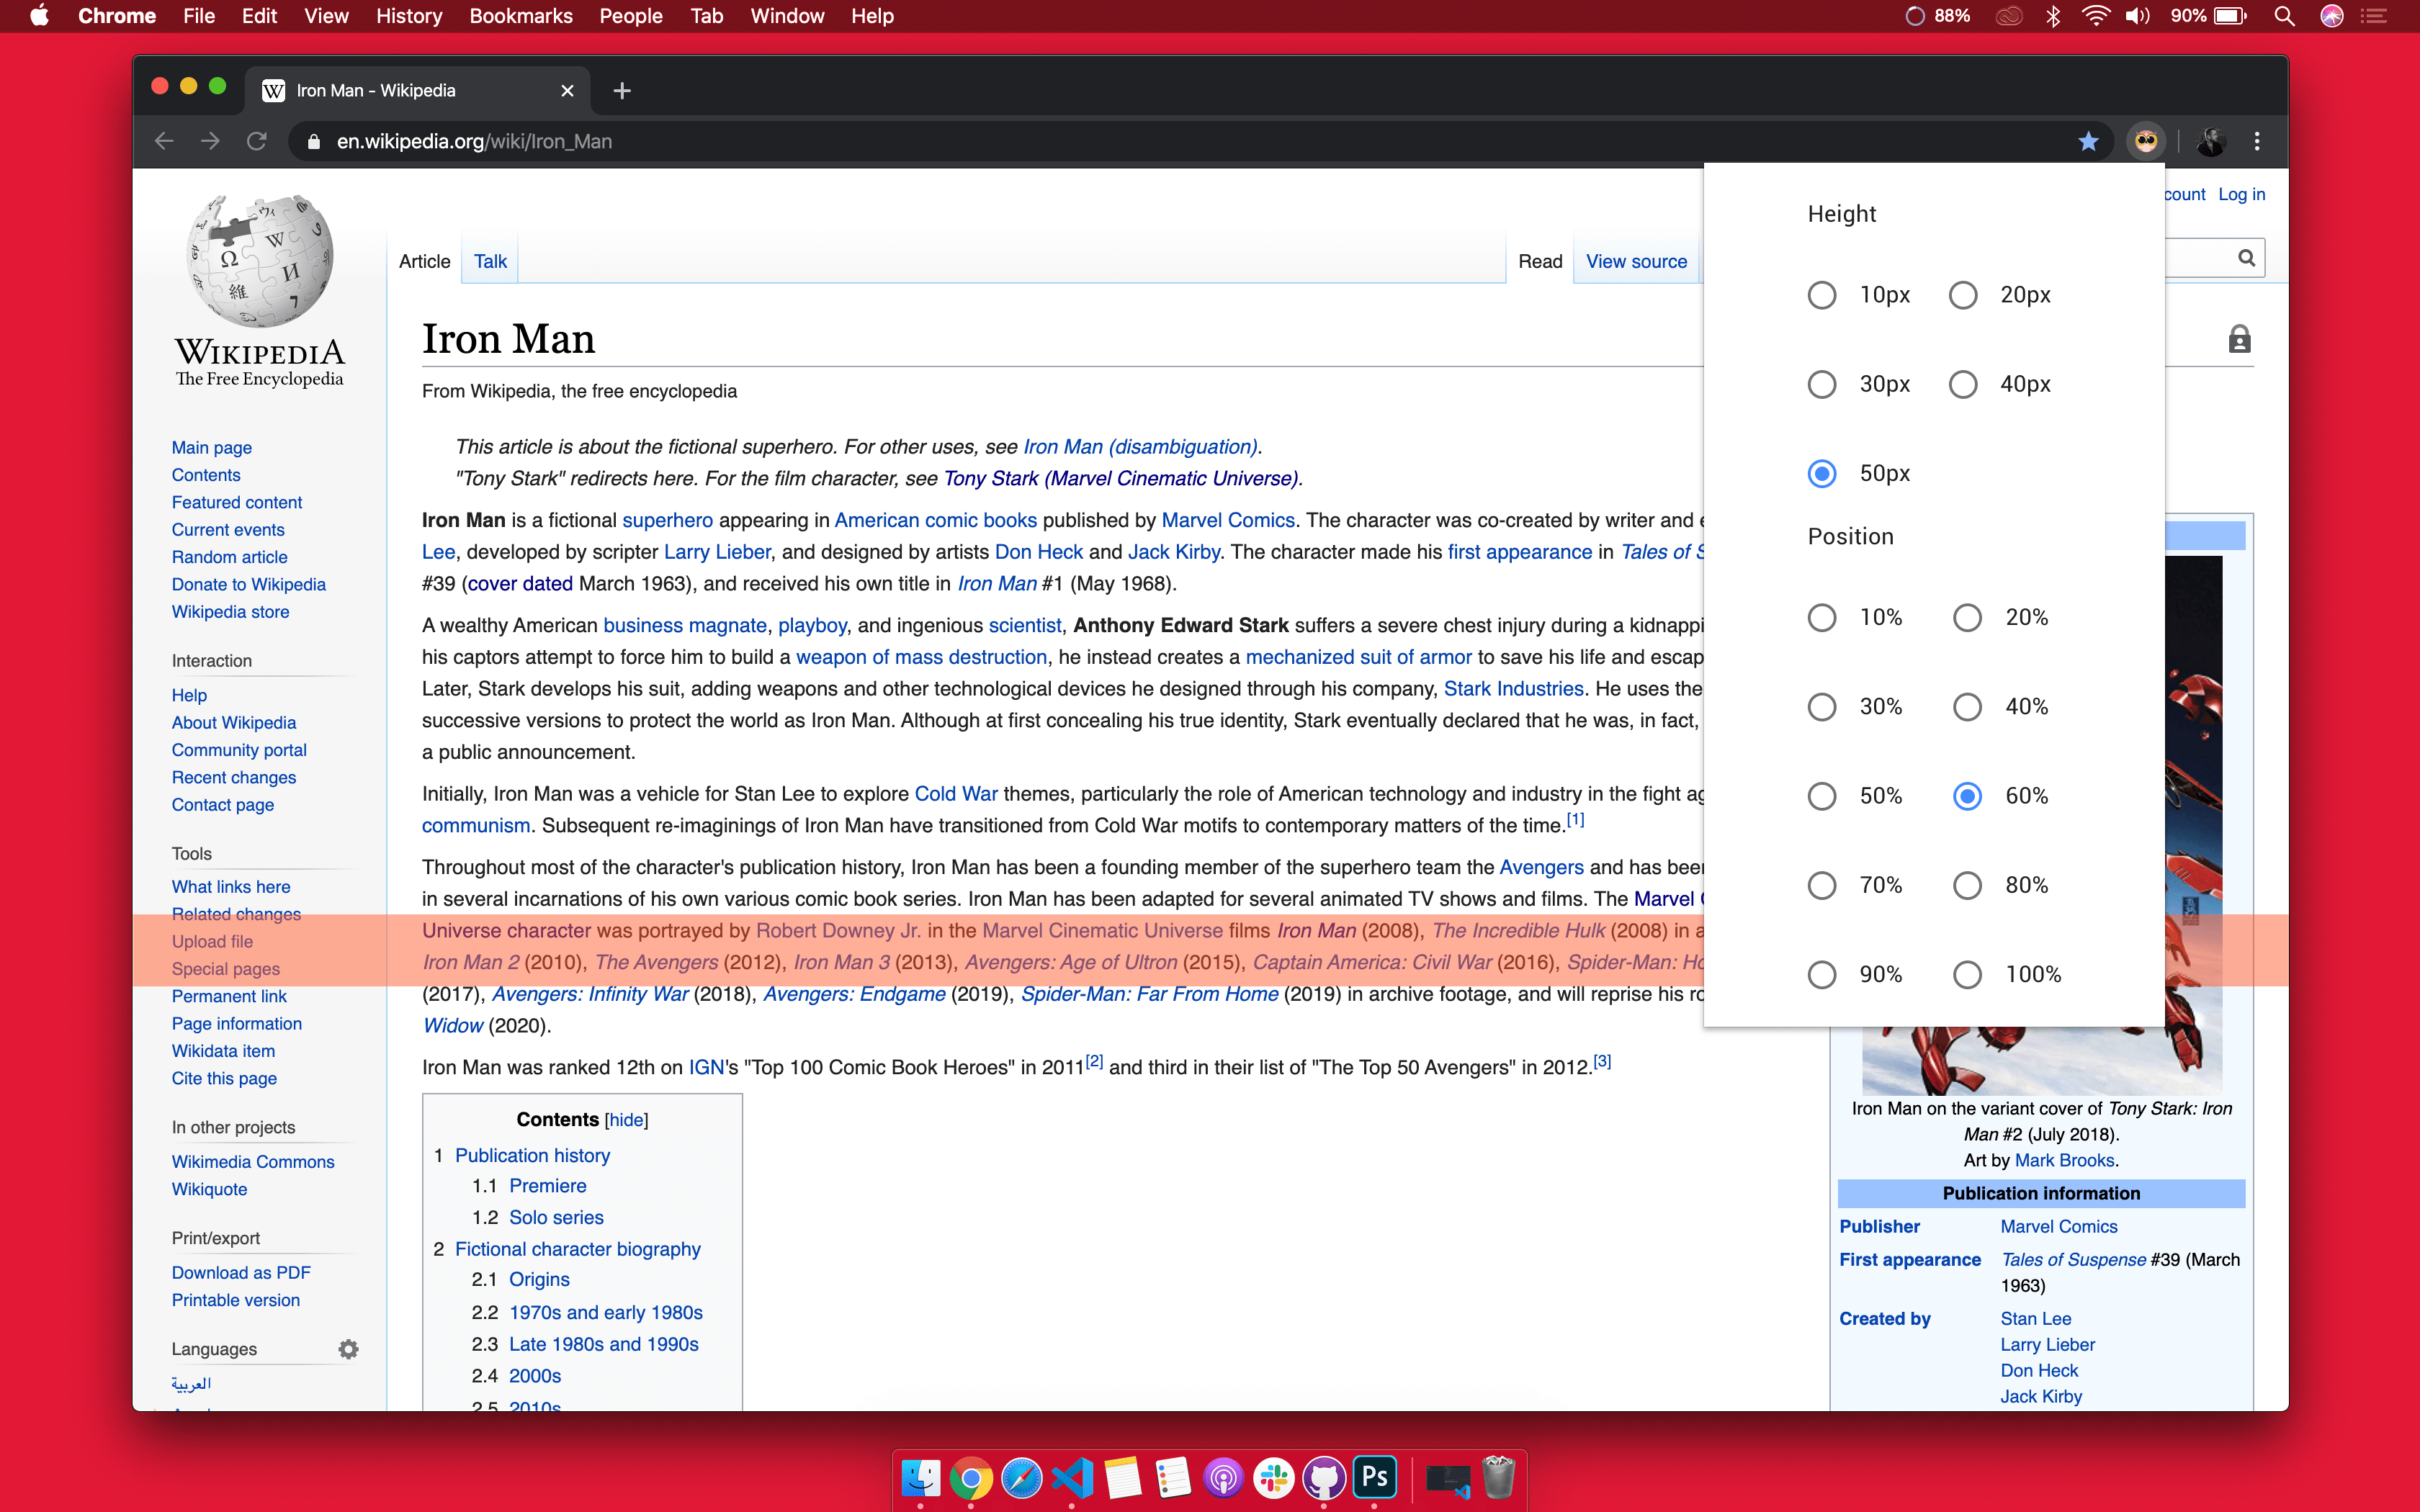 Chrome File Edit View History Bookmarks People Tab Window Help 88% 90%
Iron Man - Wikipedia
en.wikipedia.org/wiki/Iron_Man
count Log in
WIKIPEDIA
The Free Encyclopedia
Main page
Contents
Featured content
Current events
Random article
Donate to Wikipedia
Wikipedia store
Interaction
Help
About Wikipedia
Community portal
Recent changes
Contact page
Tools
What links here
Related changes
Upload file
Special pages
Permanent link
Page information
Wikidata item
Cite this page
In other projects
Wikimedia Commons
Wikiquote
Print/export
Download as PDF
Printable version
Languages
العربية
Article Talk Read View source
Iron Man
From Wikipedia, the free encyclopedia
This article is about the fictional superhero. For other uses, see Iron Man (disambiguation).
"Tony Stark" redirects here. For the film character, see Tony Stark (Marvel Cinematic Universe).
Iron Man is a fictional superhero appearing in American comic books published by Marvel Comics. The character was co-created by writer and
Lee, developed by scripter Larry Lieber, and designed by artists Don Heck and Jack Kirby. The character made his first appearance in Tales of S
#39 (cover dated March 1963), and received his own title in Iron Man #1 (May 1968).
A wealthy American business magnate, playboy, and ingenious scientist, Anthony Edward Stark suffers a severe chest injury during a kidnappi
his captors attempt to force him to build a weapon of mass destruction, he instead creates a mechanized suit of armor to save his life and escap
Later, Stark develops his suit, adding weapons and other technological devices he designed through his company, Stark Industries. He uses the
successive versions to protect the world as Iron Man. Although at first concealing his true identity, Stark eventually declared that he was, in fact,
a public announcement.
Initially, Iron Man was a vehicle for Stan Lee to explore Cold War themes, particularly the role of American technology and industry in the fight ag
communism. Subsequent re-imaginings of Iron Man have transitioned from Cold War motifs to contemporary matters of the time.[1]
Throughout most of the character's publication history, Iron Man has been a founding member of the superhero team the Avengers and has bee
in several incarnations of his own various comic book series. Iron Man has been adapted for several animated TV shows and films. The Marvel
Universe character was portrayed by Robert Downey Jr. in the Marvel Cinematic Universe films Iron Man (2008), The Incredible Hulk (2008) in a
Iron Man 2 (2010), The Avengers (2012), Iron Man 3 (2013), Avengers: Age of Ultron (2015), Captain America: Civil War (2016), Spider-Man: Ho
(2017), Avengers: Infinity War (2018), Avengers: Endgame (2019), Spider-Man: Far From Home (2019) in archive footage, and will reprise his ro
Widow (2020).
Iron Man was ranked 12th on IGN's "Top 100 Comic Book Heroes" in 2011[2] and third in their list of "The Top 50 Avengers" in 2012.[3]
Contents [hide]
1 Publication history
1.1 Premiere
1.2 Solo series
2 Fictional character biography
2.1 Origins
2.2 1970s and early 1980s
2.3 Late 1980s and 1990s
2.4 2000s
2.5 2010s
Height
10px 20px
30px 40px
50px
Position
10% 20%
30% 40%
50% 60%
70% 80%
90% 100%
Iron Man on the variant cover of Tony Stark: Iron
Man #2 (July 2018).
Art by Mark Brooks.
Publication information
Publisher Marvel Comics
First appearance Tales of Suspense #39 (March
1963)
Created by Stan Lee
Larry Lieber
Don Heck
Jack Kirby
Ps